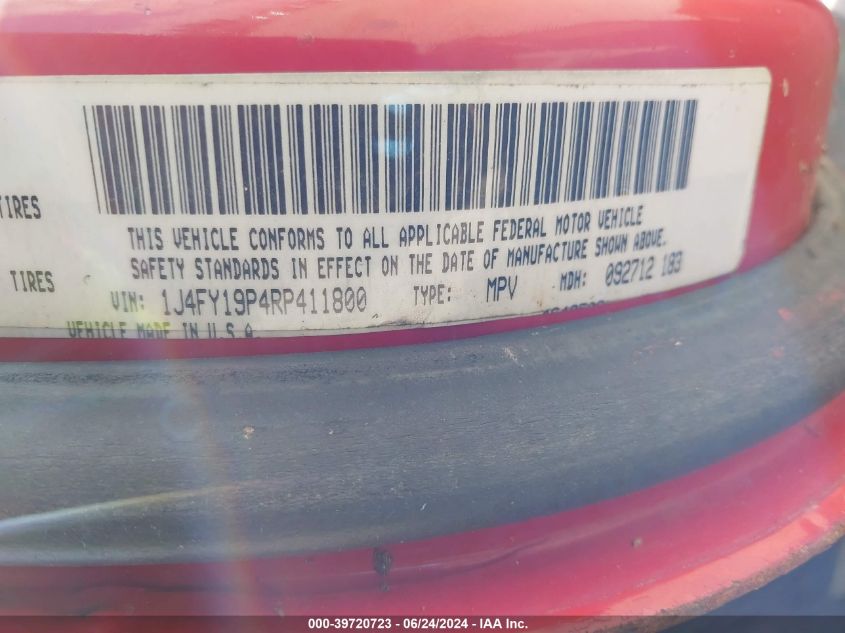 TIRES
THIS VEHICLE CONFORMS TO ALL APPLICABLE FEDERAL MOTOR VEHICLE
SAFETY STANDARDS IN EFFECT ON THE DATE OF MANUFACTURE SHOWN ABOVE.
TIRES
VIN: 1J4FY19P4RP411800 TYPE: MPV MDH: 092712 183
VEHICLE MADE IN U.S.A.
000-39720723 - 06/24/2024 - IAA Inc.